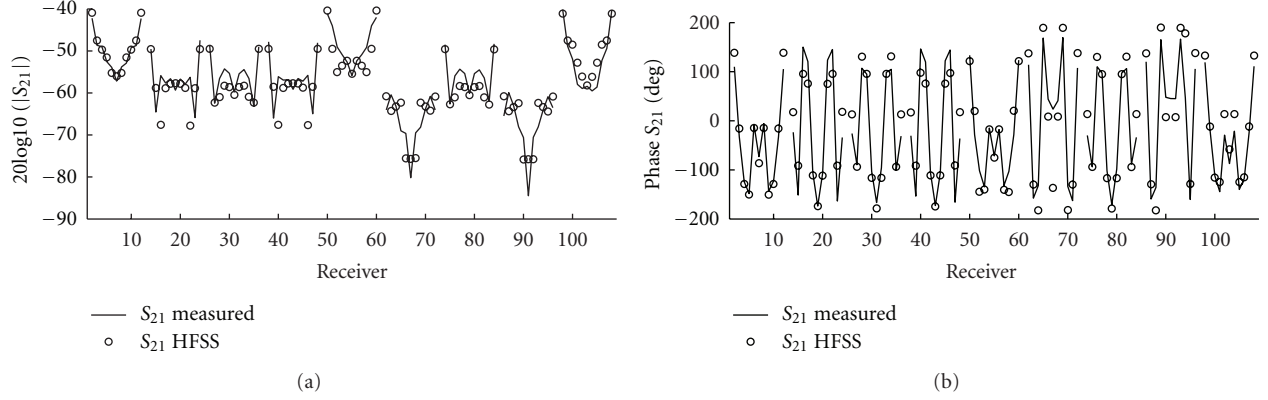 −40
−50
−60
−70
−80
−90
20log10 (|S21|)
10 20 30 40 50 60 70 80 90 100
Receiver
S21 measured
S21 HFSS
(a)
200
100
0
−100
−200
Phase S21 (deg)
10 20 30 40 50 60 70 80 90 100
Receiver
S21 measured
S21 HFSS
(b)